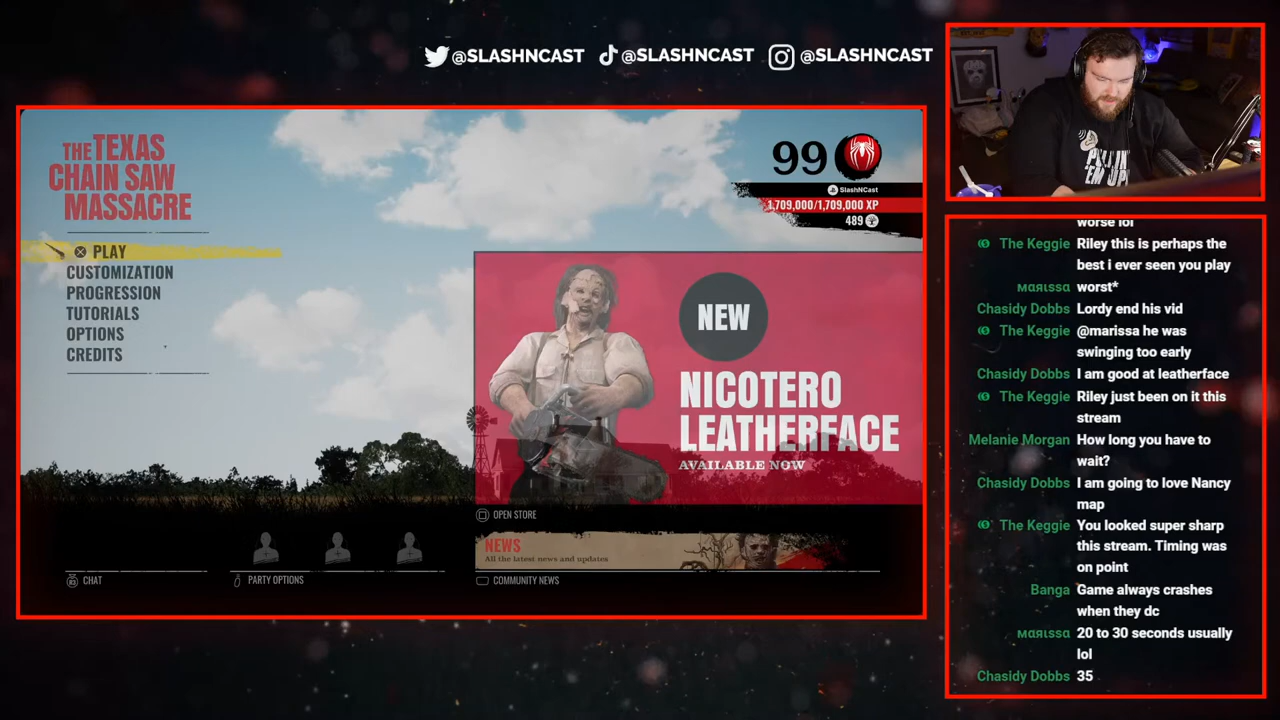 @SLASHNCAST @SLASHNCAST @SLASHNCAST
THE TEXAS
CHAIN SAW
MASSACRE
PLAY
CUSTOMIZATION
PROGRESSION
TUTORIALS
OPTIONS
CREDITS
99
SlashNCast
1,709,000/1,709,000 XP
489
NEW
NICOTERO
LEATHERFACE
AVAILABLE NOW
OPEN STORE
NEWS
All the latest news and updates
R3 CHAT
PARTY OPTIONS
COMMUNITY NEWS
worse lol
The Keggie Riley this is perhaps the
best i ever seen you play
мαяιѕѕα worst*
Chasidy Dobbs Lordy end his vid
The Keggie @marissa he was
swinging too early
Chasidy Dobbs I am good at leatherface
The Keggie Riley just been on it this
stream
Melanie Morgan How long you have to
wait?
Chasidy Dobbs I am going to love Nancy
map
The Keggie You looked super sharp
this stream. Timing was
on point
Banga Game always crashes
when they dc
мαяιѕѕα 20 to 30 seconds usually
lol
Chasidy Dobbs 35